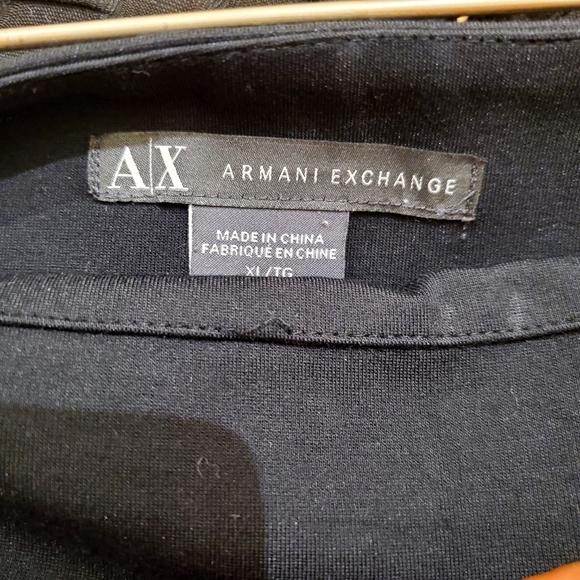 A|X ARMANI EXCHANGE
MADE IN CHINA
FABRIQUÉ EN CHINE
XL/TG